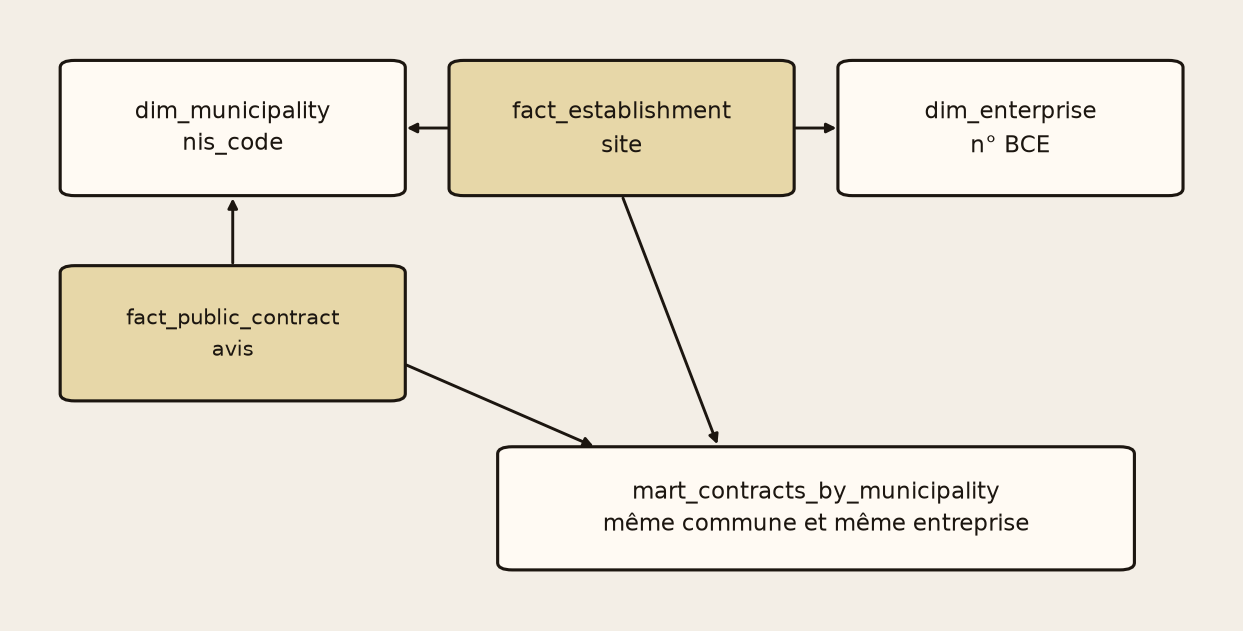 dim_municipality
nis_code
fact_establishment
site
dim_enterprise
n° BCE
fact_public_contract
avis
mart_contracts_by_municipality
même commune et même entreprise